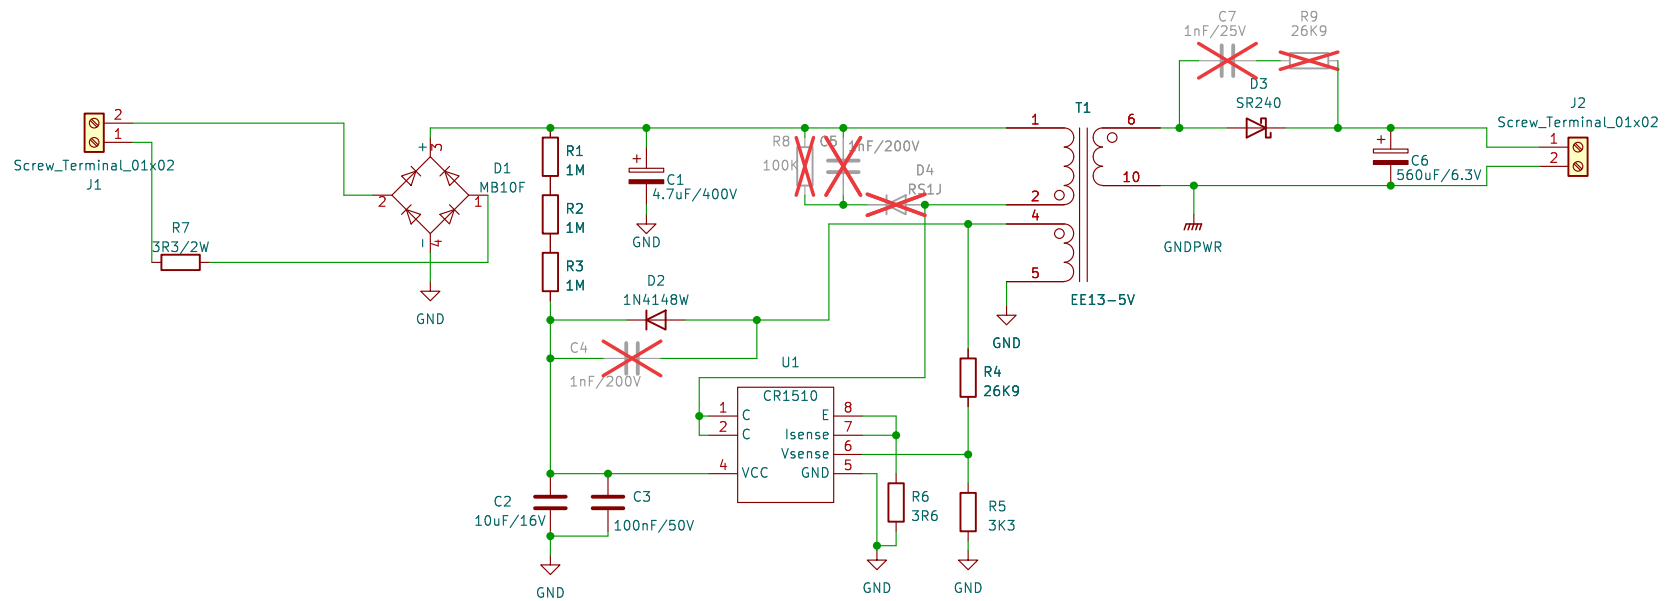 C7
1nF/25V
R9
26K9
D3
SR240
J2
Screw_Terminal_01x02
1
2
T1
1
6
2
10
4
5
EE13-5V
C6
560uF/6.3V
+
GNDPWR
2
1
Screw_Terminal_01x02
J1
R7
3R3/2W
D1
MB10F
+
3
2
1
−
4
GND
R1
1M
R2
1M
R3
1M
+
C1
4.7uF/400V
GND
R8
100K
C5
1nF/200V
D4
RS1J
D2
1N4148W
C4
1nF/200V
GND
U1
CR1510
1
C
2
C
4
VCC
E
8
Isense
7
Vsense
6
GND
5
R4
26K9
R5
3K3
R6
3R6
C2
10uF/16V
C3
100nF/50V
GND
GND
GND